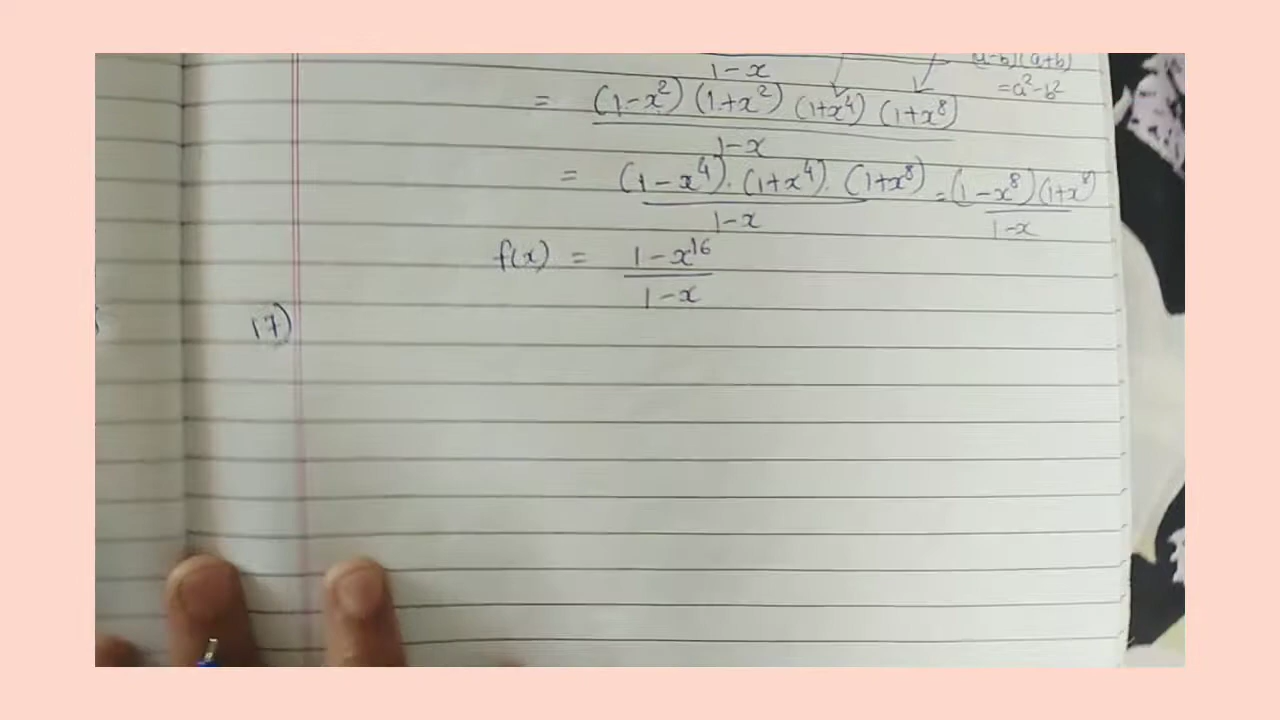 (a-b)(a+b)
1-x
=a²-b²
= (1-x²) (1+x²) (1+x⁴) (1+x⁸)
1-x
= (1-x⁴). (1+x⁴). (1+x⁸) = (1-x⁸)(1+x⁸)
1-x 1-x
f(x) = 1-x¹⁶
1-x
17)